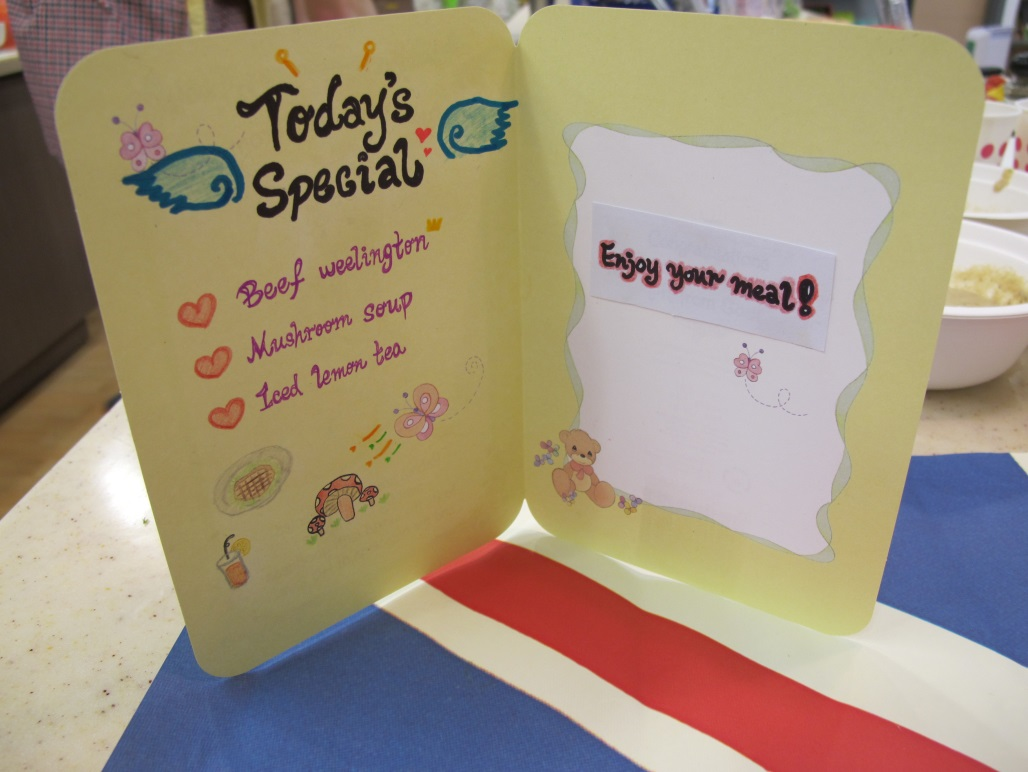 Today's
Special
Beef weelington
Mushroom soup
Iced lemon tea
Enjoy your meal!